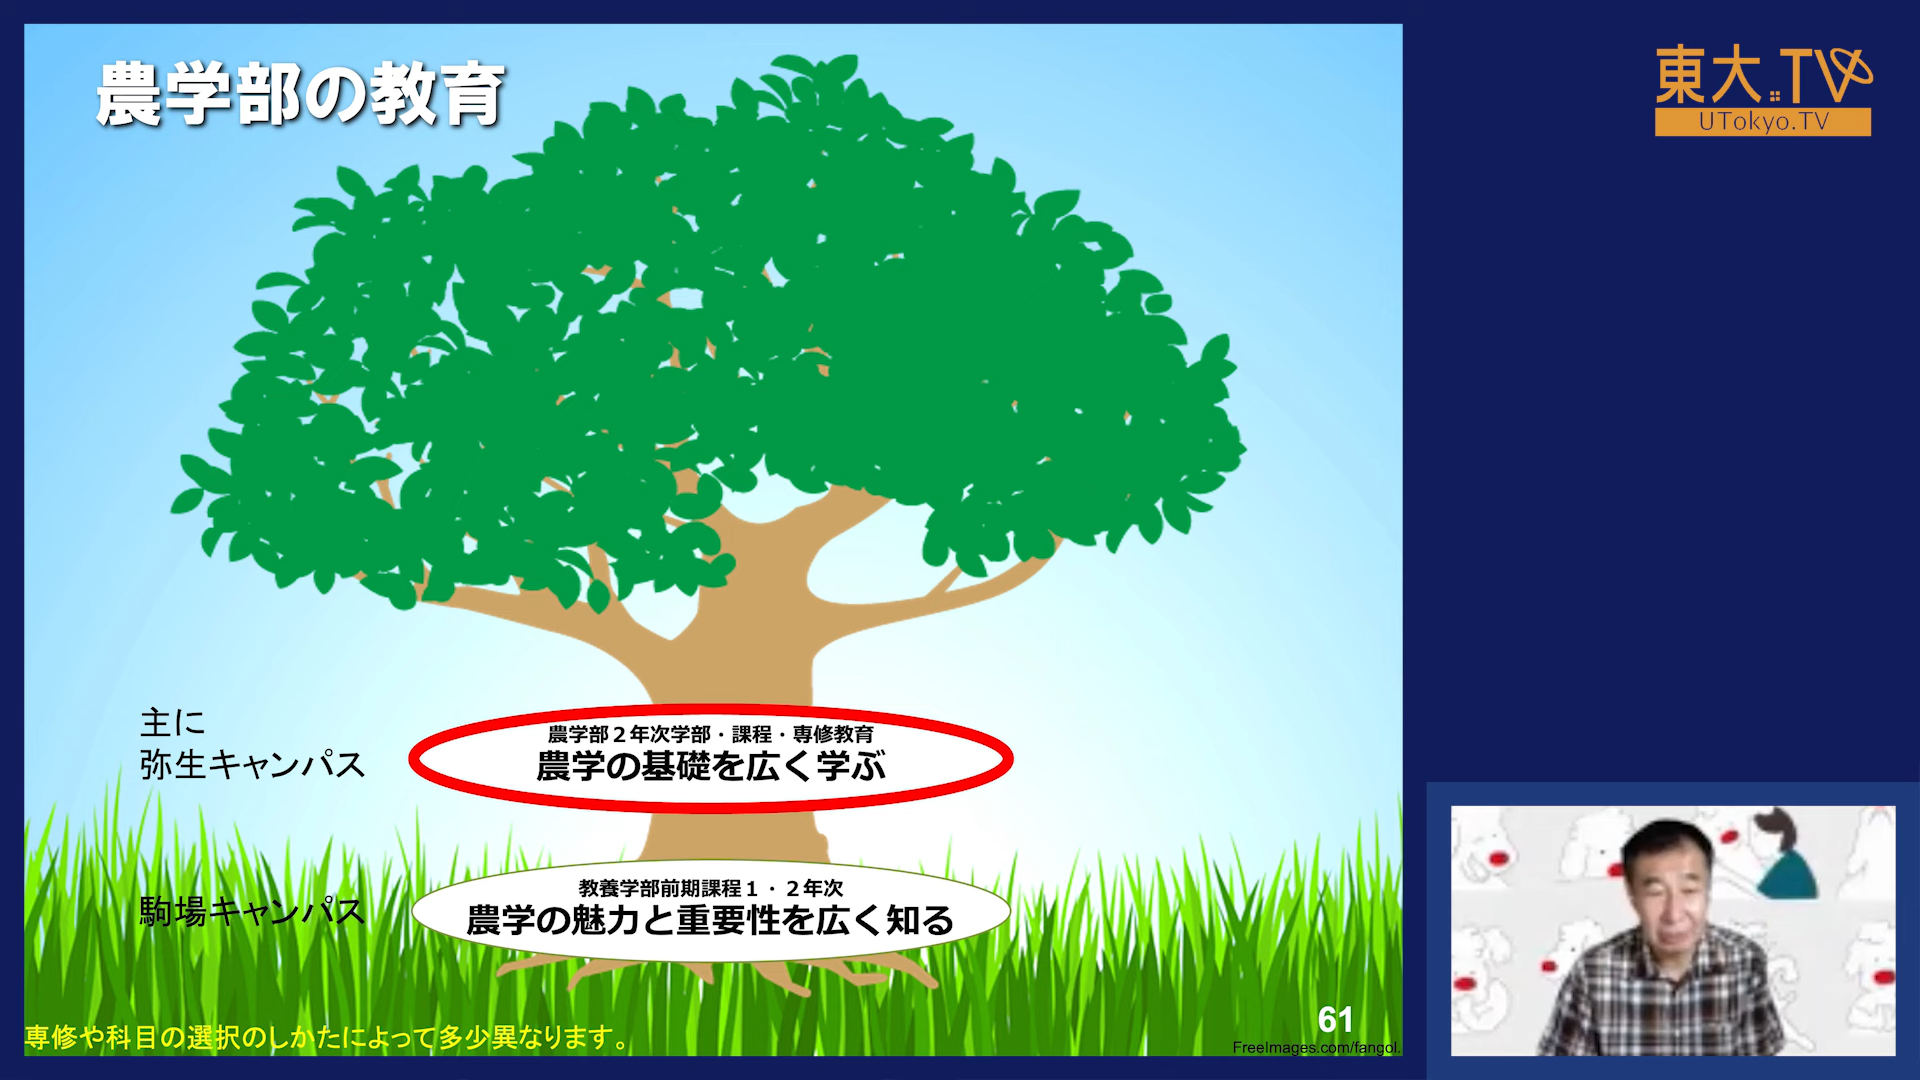 農学部の教育
東大TV
UTokyo.TV
主に
弥生キャンパス
農学部２年次学部・課程・専修教育
農学の基礎を広く学ぶ
駒場キャンパス
教養学部前期課程１・２年次
農学の魅力と重要性を広く知る
専修や科目の選択のしかたによって多少異なります。
61
FreeImages.com/fangol.